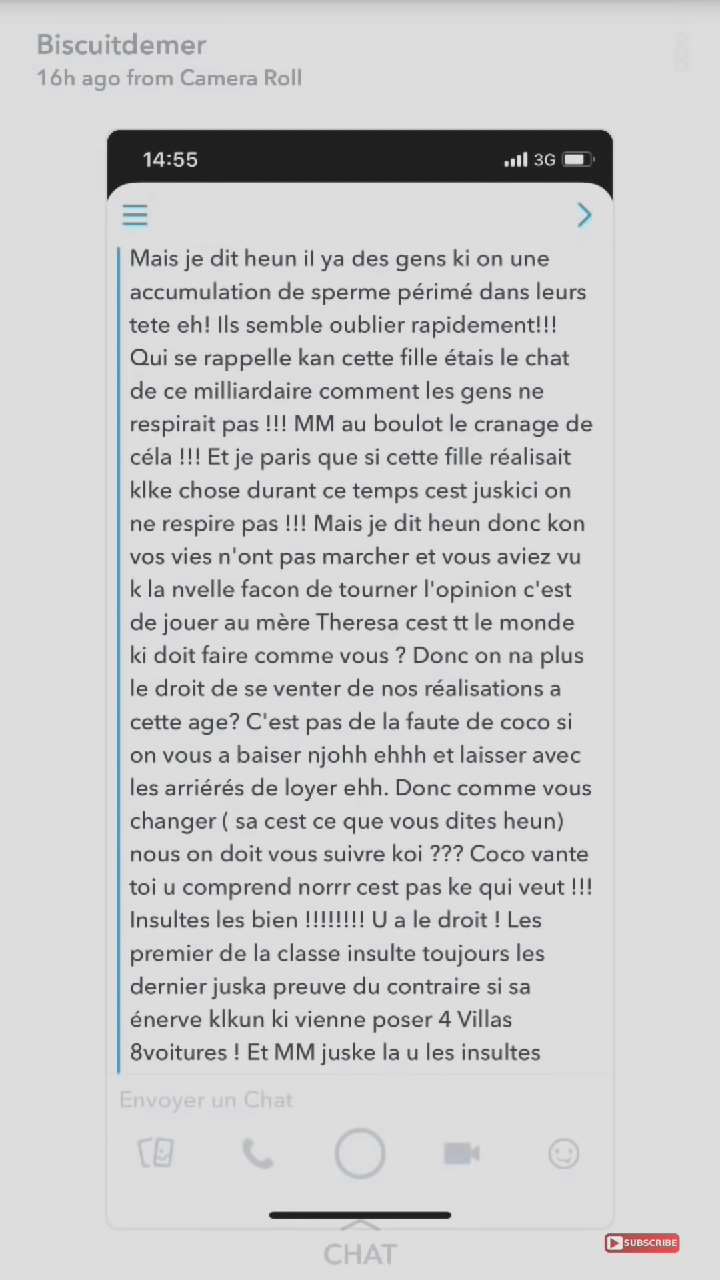 Biscuitdemer
16h ago from Camera Roll
14:55
3G
Mais je dit heun il ya des gens ki on une
accumulation de sperme périmé dans leurs
tete eh! Ils semble oublier rapidement!!!
Qui se rappelle kan cette fille étais le chat
de ce milliardaire comment les gens ne
respirait pas !!! MM au boulot le cranage de
céla !!! Et je paris que si cette fille réalisait
klke chose durant ce temps cest juskici on
ne respire pas !!! Mais je dit heun donc kon
vos vies n'ont pas marcher et vous aviez vu
k la nvelle facon de tourner l'opinion c'est
de jouer au mère Theresa cest tt le monde
ki doit faire comme vous ? Donc on na plus
le droit de se venter de nos réalisations a
cette age? C'est pas de la faute de coco si
on vous a baiser njohh ehhh et laisser avec
les arriérés de loyer ehh. Donc comme vous
changer ( sa cest ce que vous dites heun)
nous on doit vous suivre koi ??? Coco vante
toi u comprend norrr cest pas ke qui veut !!!
Insultes les bien !!!!!!!! U a le droit ! Les
premier de la classe insulte toujours les
dernier juska preuve du contraire si sa
énerve klkun ki vienne poser 4 Villas
8voitures ! Et MM juske la u les insultes
Envoyer un Chat
CHAT
SUBSCRIBE